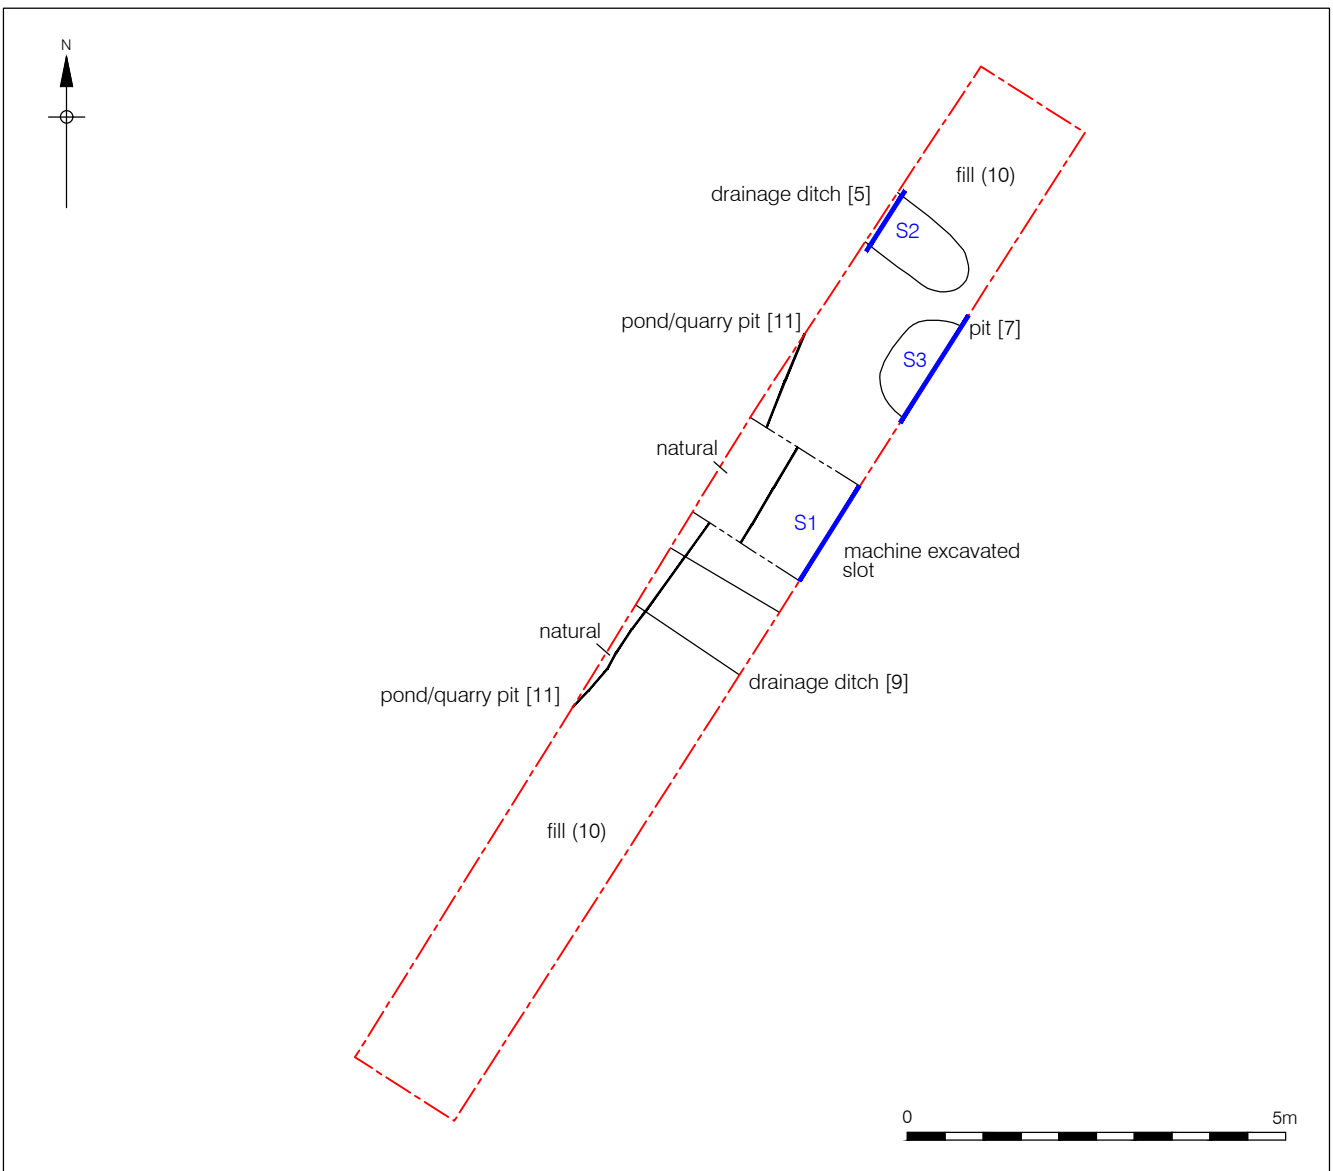 N
fill (10)
drainage ditch [5]
S2
pond/quarry pit [11]
pit [7]
S3
natural
S1
machine excavated
slot
natural
drainage ditch [9]
pond/quarry pit [11]
fill (10)
0 5m